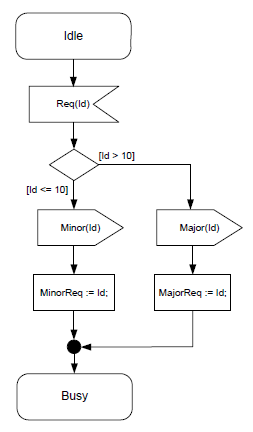 Idle
Req(Id)
[Id > 10]
[Id <= 10]
Minor(Id)
Major(Id)
MinorReq := Id;
MajorReq := Id;
Busy